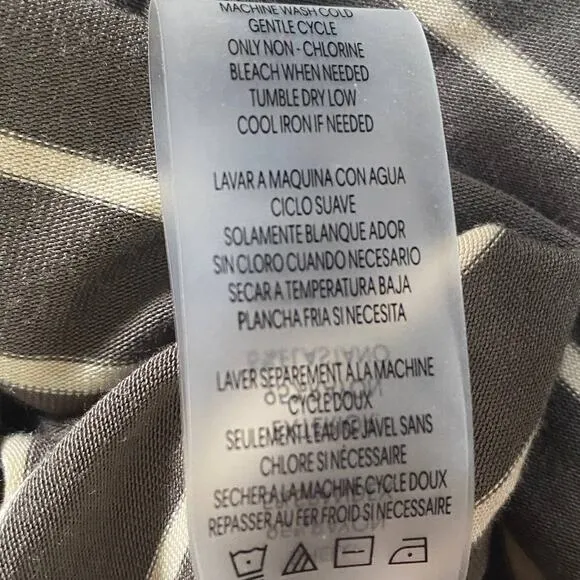 MACHINE WASH COLD
GENTLE CYCLE
ONLY NON - CHLORINE
BLEACH WHEN NEEDED
TUMBLE DRY LOW
COOL IRON IF NEEDED
LAVAR A MAQUINA CON AGUA
CICLO SUAVE
SOLAMENTE BLANQUE ADOR
SIN CLORO CUANDO NECESARIO
SECAR A TEMPERATURA BAJA
PLANCHA FRIA SI NECESITA
LAVER SEPAREMENT A LA MACHINE
CYCLE DOUX
SEULEMENT L'EAU DE JAVEL SANS
CHLORE SI NÉCESSAIRE
SECHER A LA MACHINE CYCLE DOUX
REPASSER AU FER FROID SI NECESSAIRE